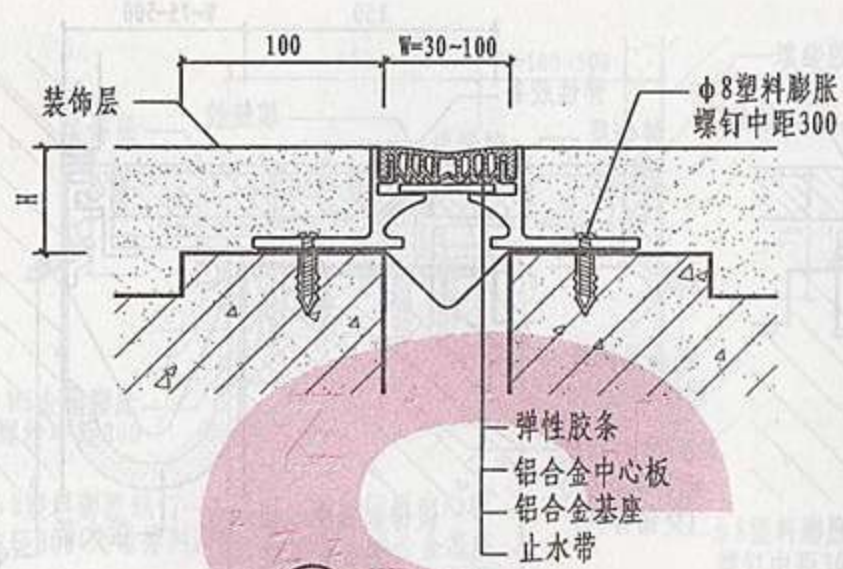 100
W=30~100
装饰层
φ8塑料膨胀
螺钉中距300
H
弹性胶条
铝合金中心板
铝合金基座
止水带